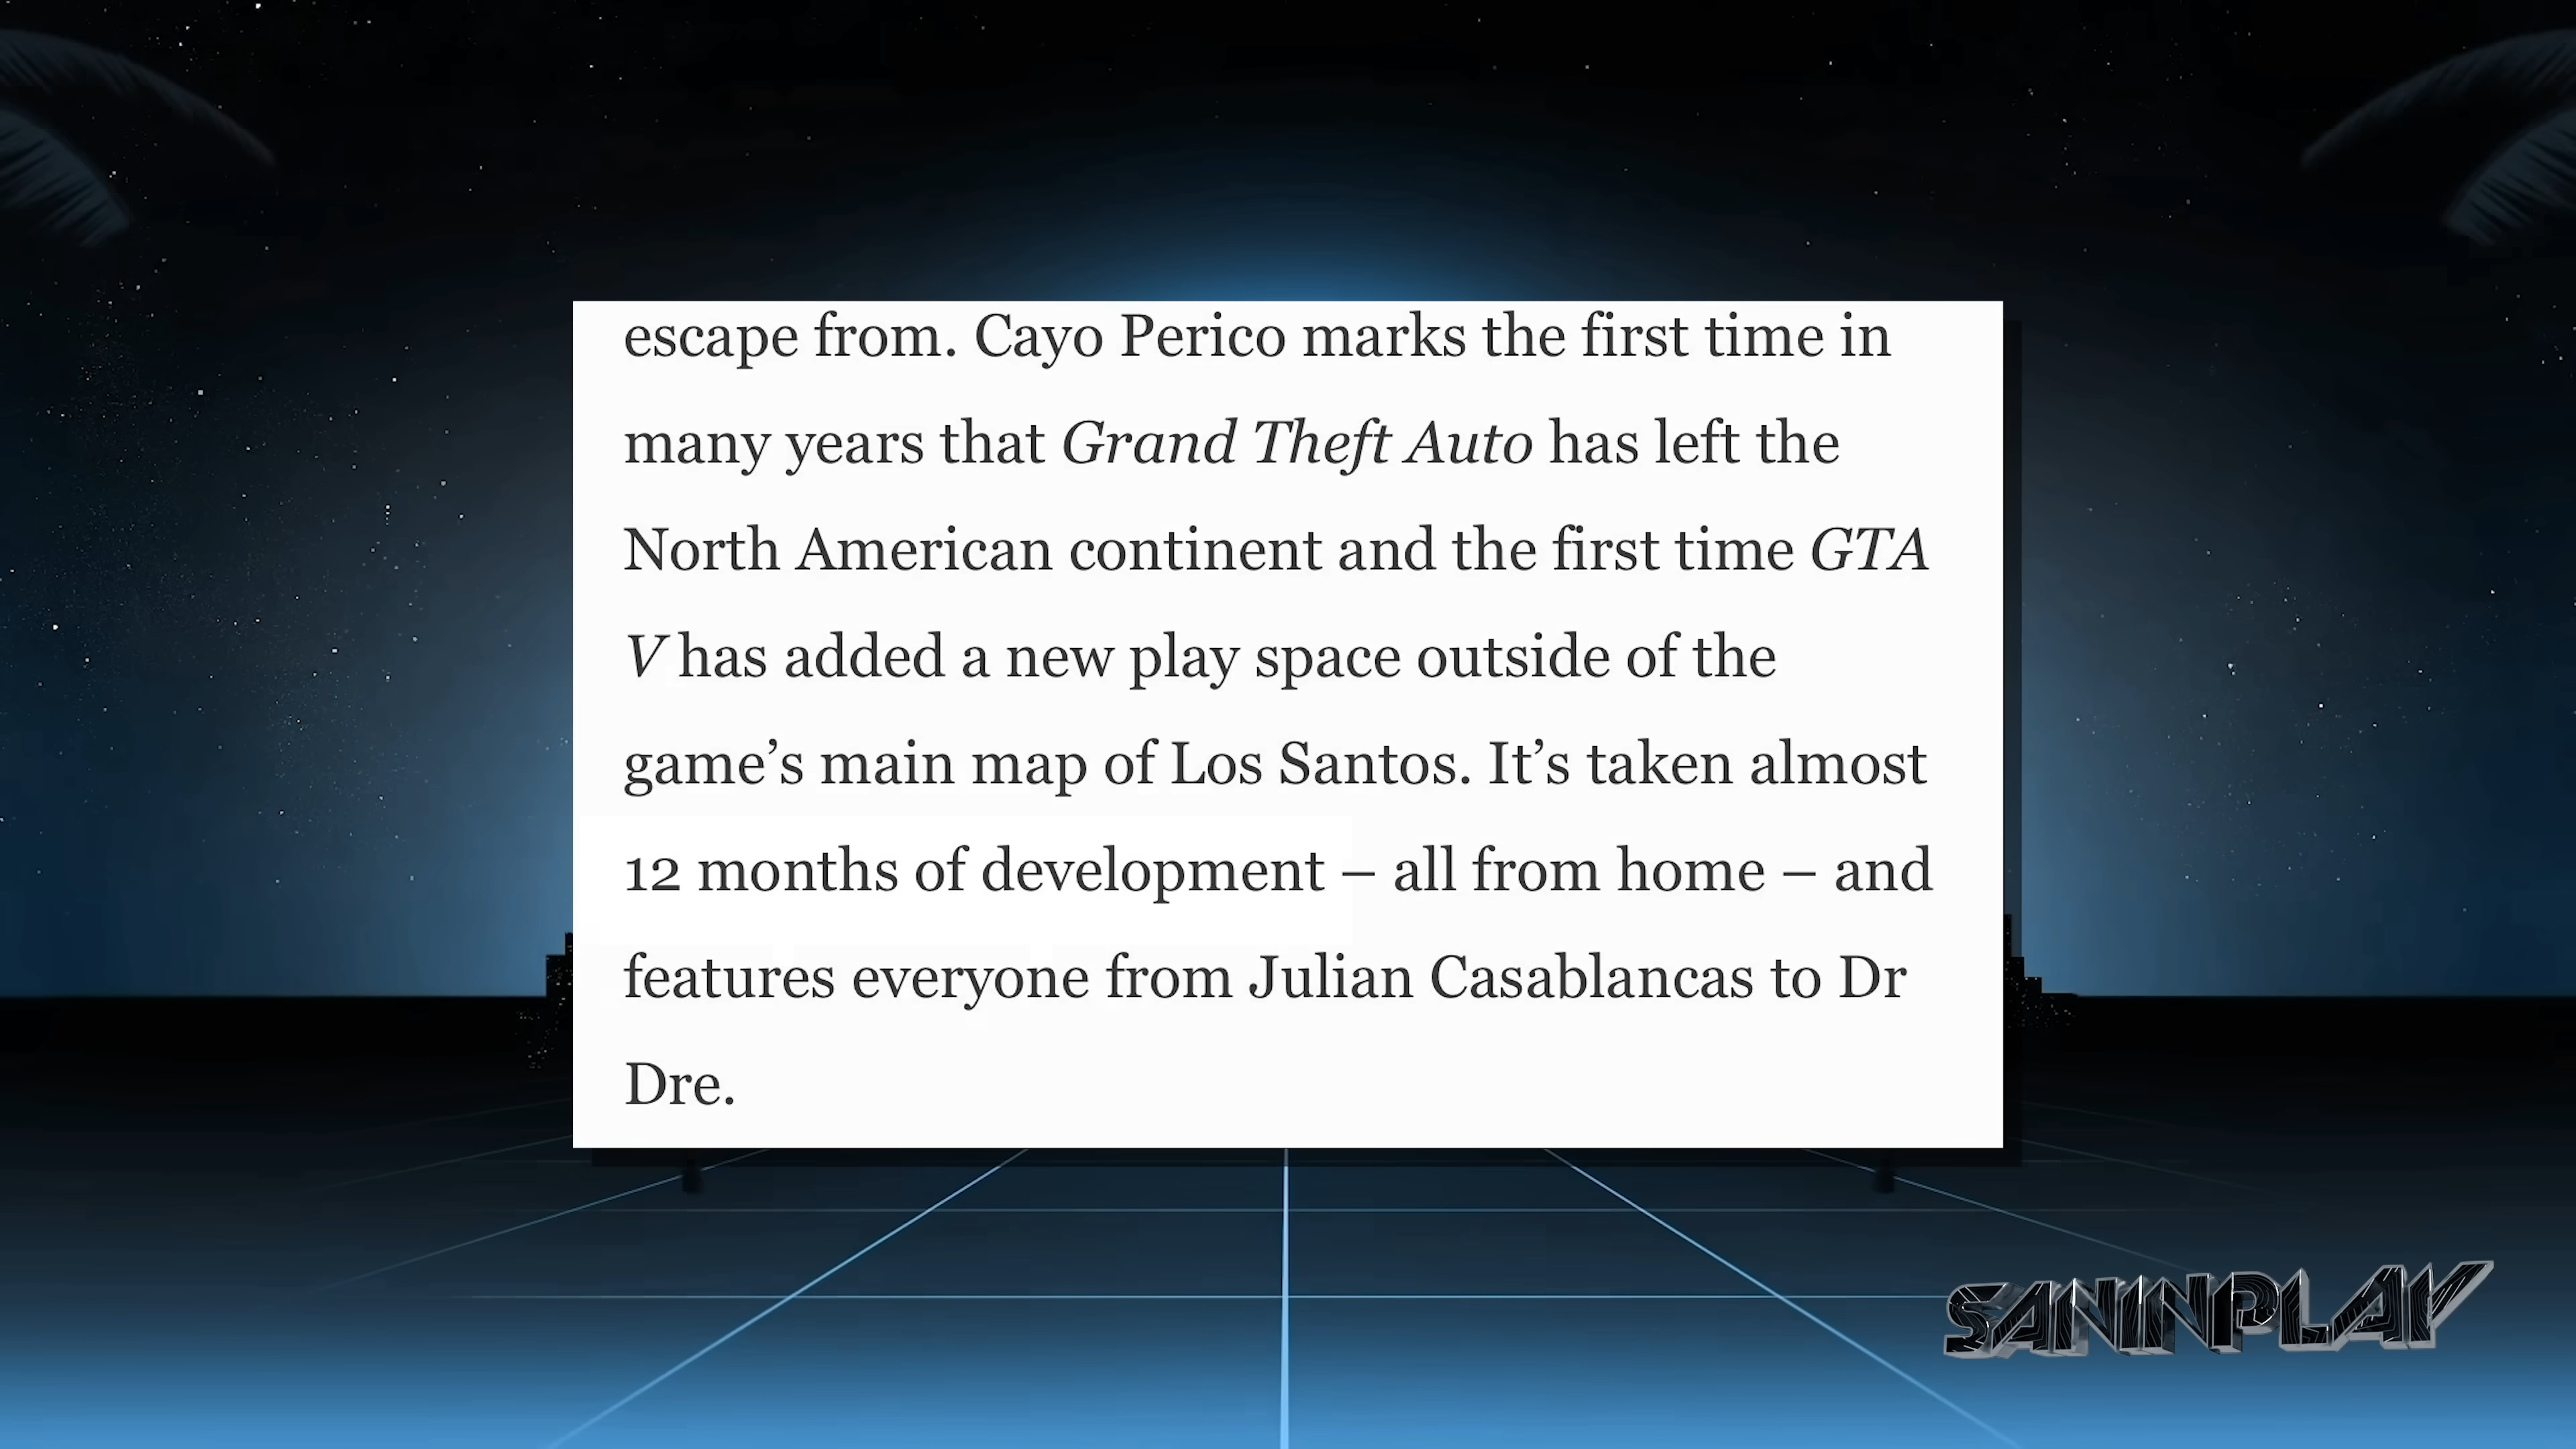 escape from. Cayo Perico marks the first time in
many years that Grand Theft Auto has left the
North American continent and the first time GTA
V has added a new play space outside of the
game’s main map of Los Santos. It’s taken almost
12 months of development – all from home – and
features everyone from Julian Casablancas to Dr
Dre.
SANINPLAY